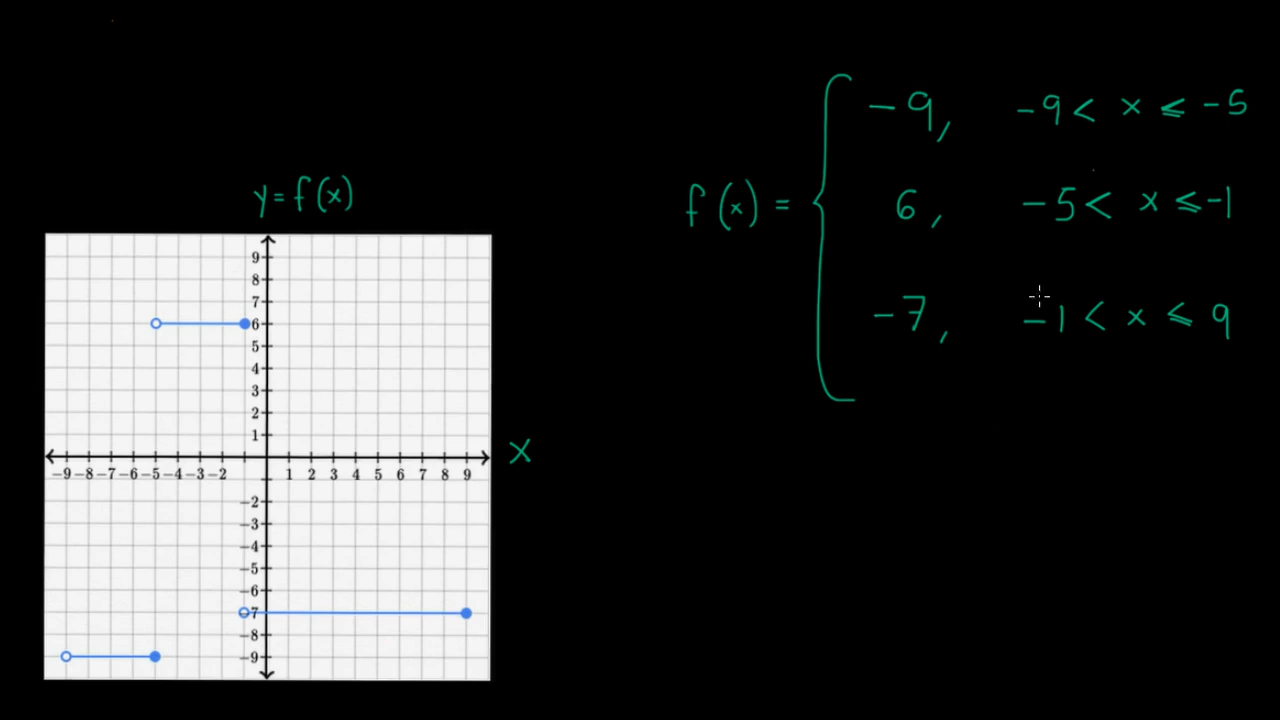 f(x) =
-9, -9 < x ≤ -5
6, -5 < x ≤ -1
-7, -1 < x ≤ 9
y = f(x)
9
8
7
6
5
4
3
2
1
x
-9 -8 -7 -6 -5 -4 -3 -2 1 2 3 4 5 6 7 8 9
-2
-3
-4
-5
-6
-7
-8
-9